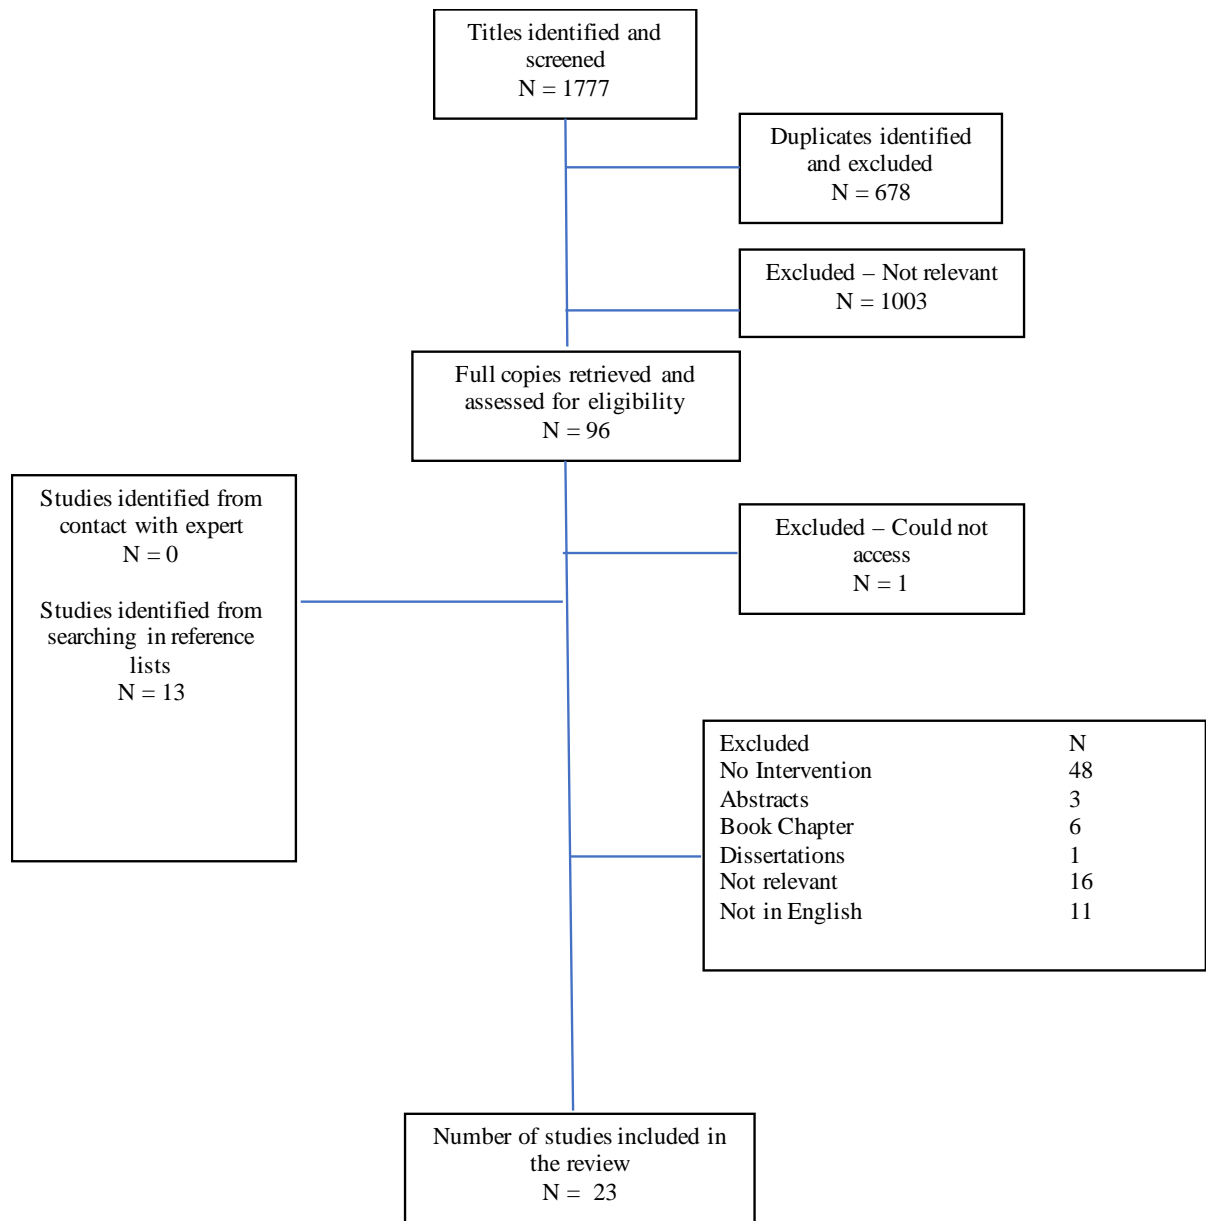 Titles identified and
screened
N = 1777
Duplicates identified
and excluded
N = 678
Excluded – Not relevant
N = 1003
Full copies retrieved and
assessed for eligibility
N = 96
Studies identified from
contact with expert
N = 0
Studies identified from
searching in reference
lists
N = 13
Excluded – Could not
access
N = 1
Excluded N
No Intervention 48
Abstracts 3
Book Chapter 6
Dissertations 1
Not relevant 16
Not in English 11
Number of studies included in
the review
N = 23